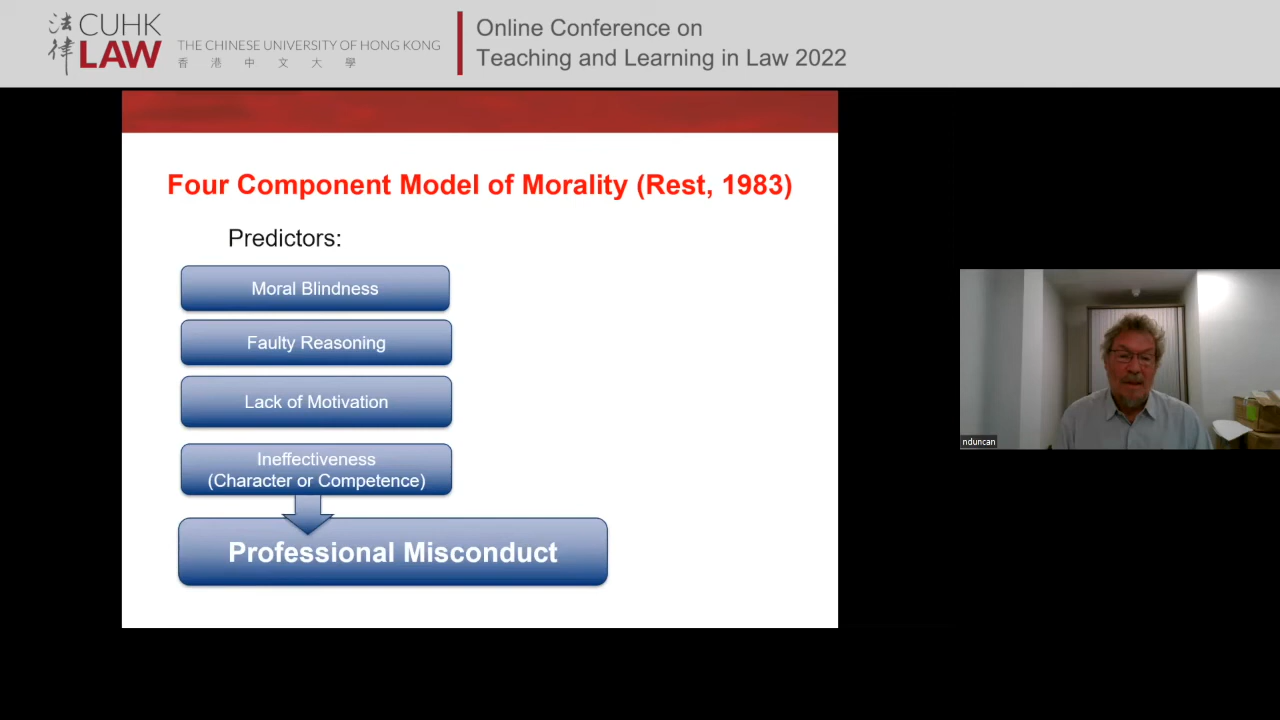 法律
CUHK
LAW
THE CHINESE UNIVERSITY OF HONG KONG
香港中文大學
Online Conference on
Teaching and Learning in Law 2022
Four Component Model of Morality (Rest, 1983)
Predictors:
Moral Blindness
Faulty Reasoning
Lack of Motivation
Ineffectiveness
(Character or Competence)
Professional Misconduct
nduncan